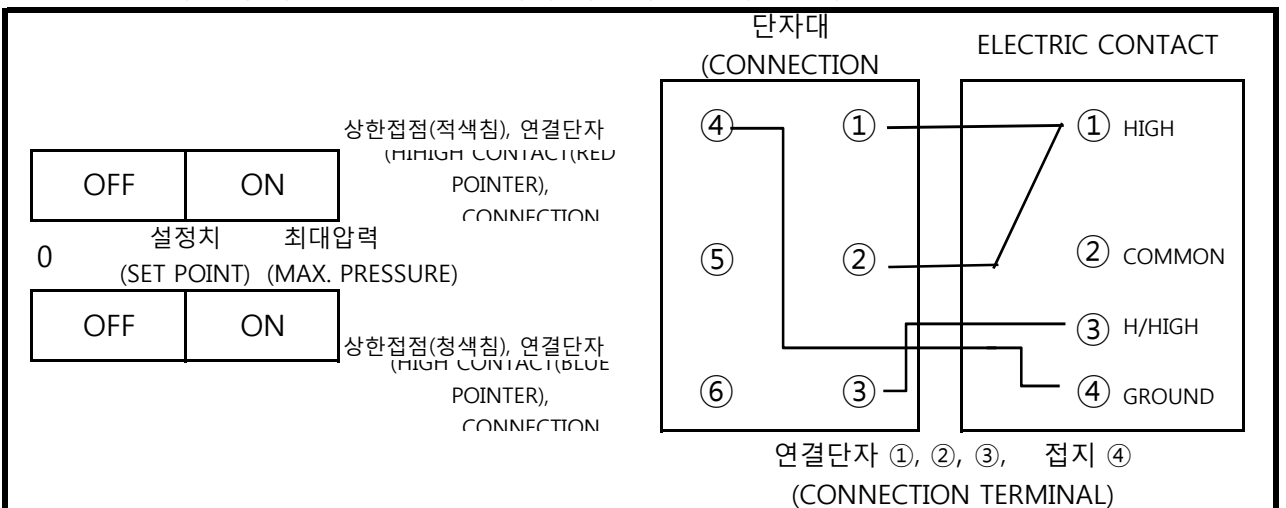 상한접점(적색침), 연결단자
(HIHIGH CONTACT(RED
POINTER),
CONNECTION
OFF ON
0
설정치 최대압력
(SET POINT) (MAX. PRESSURE)
OFF ON
상한접점(청색침), 연결단자
(HIGH CONTACT(BLUE
POINTER),
CONNECTION
단자대
(CONNECTION
④ ①
⑤ ②
⑥ ③
ELECTRIC CONTACT
① HIGH
② COMMON
③ H/HIGH
④ GROUND
연결단자 ①, ②, ③, 접지 ④
(CONNECTION TERMINAL)